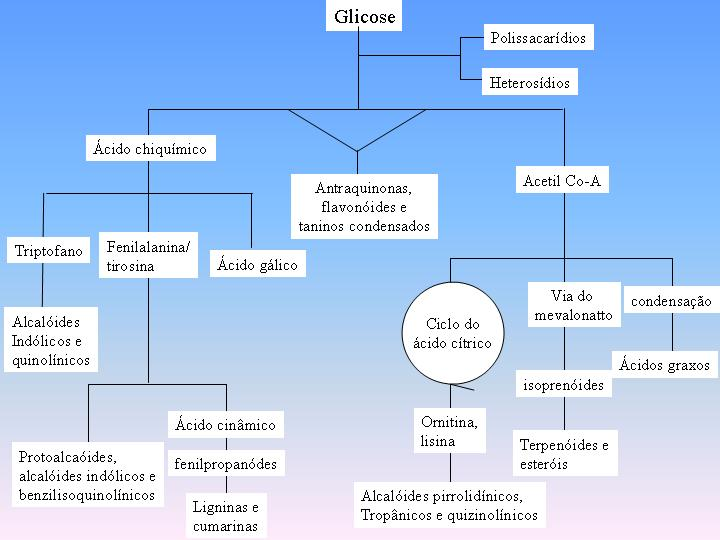 Glicose
Polissacarídios
Heterosídios
Ácido chiquímico
Antraquinonas,
flavonóides e
taninos condensados
Acetil Co-A
Triptofano
Fenilalanina/
tirosina
Ácido gálico
Alcalóides
Indólicos e
quinolínicos
Ciclo do
ácido cítrico
Via do
mevalonatto
condensação
isoprenóides
Ácidos graxos
Ácido cinâmico
Ornitina,
lisina
Protoalcaóides,
alcalóides indólicos e
benzilisoquinolínicos
fenilpropanódes
Terpenóides e
esteróis
Ligninas e
cumarinas
Alcalóides pirrolidínicos,
Tropânicos e quizinolínicos